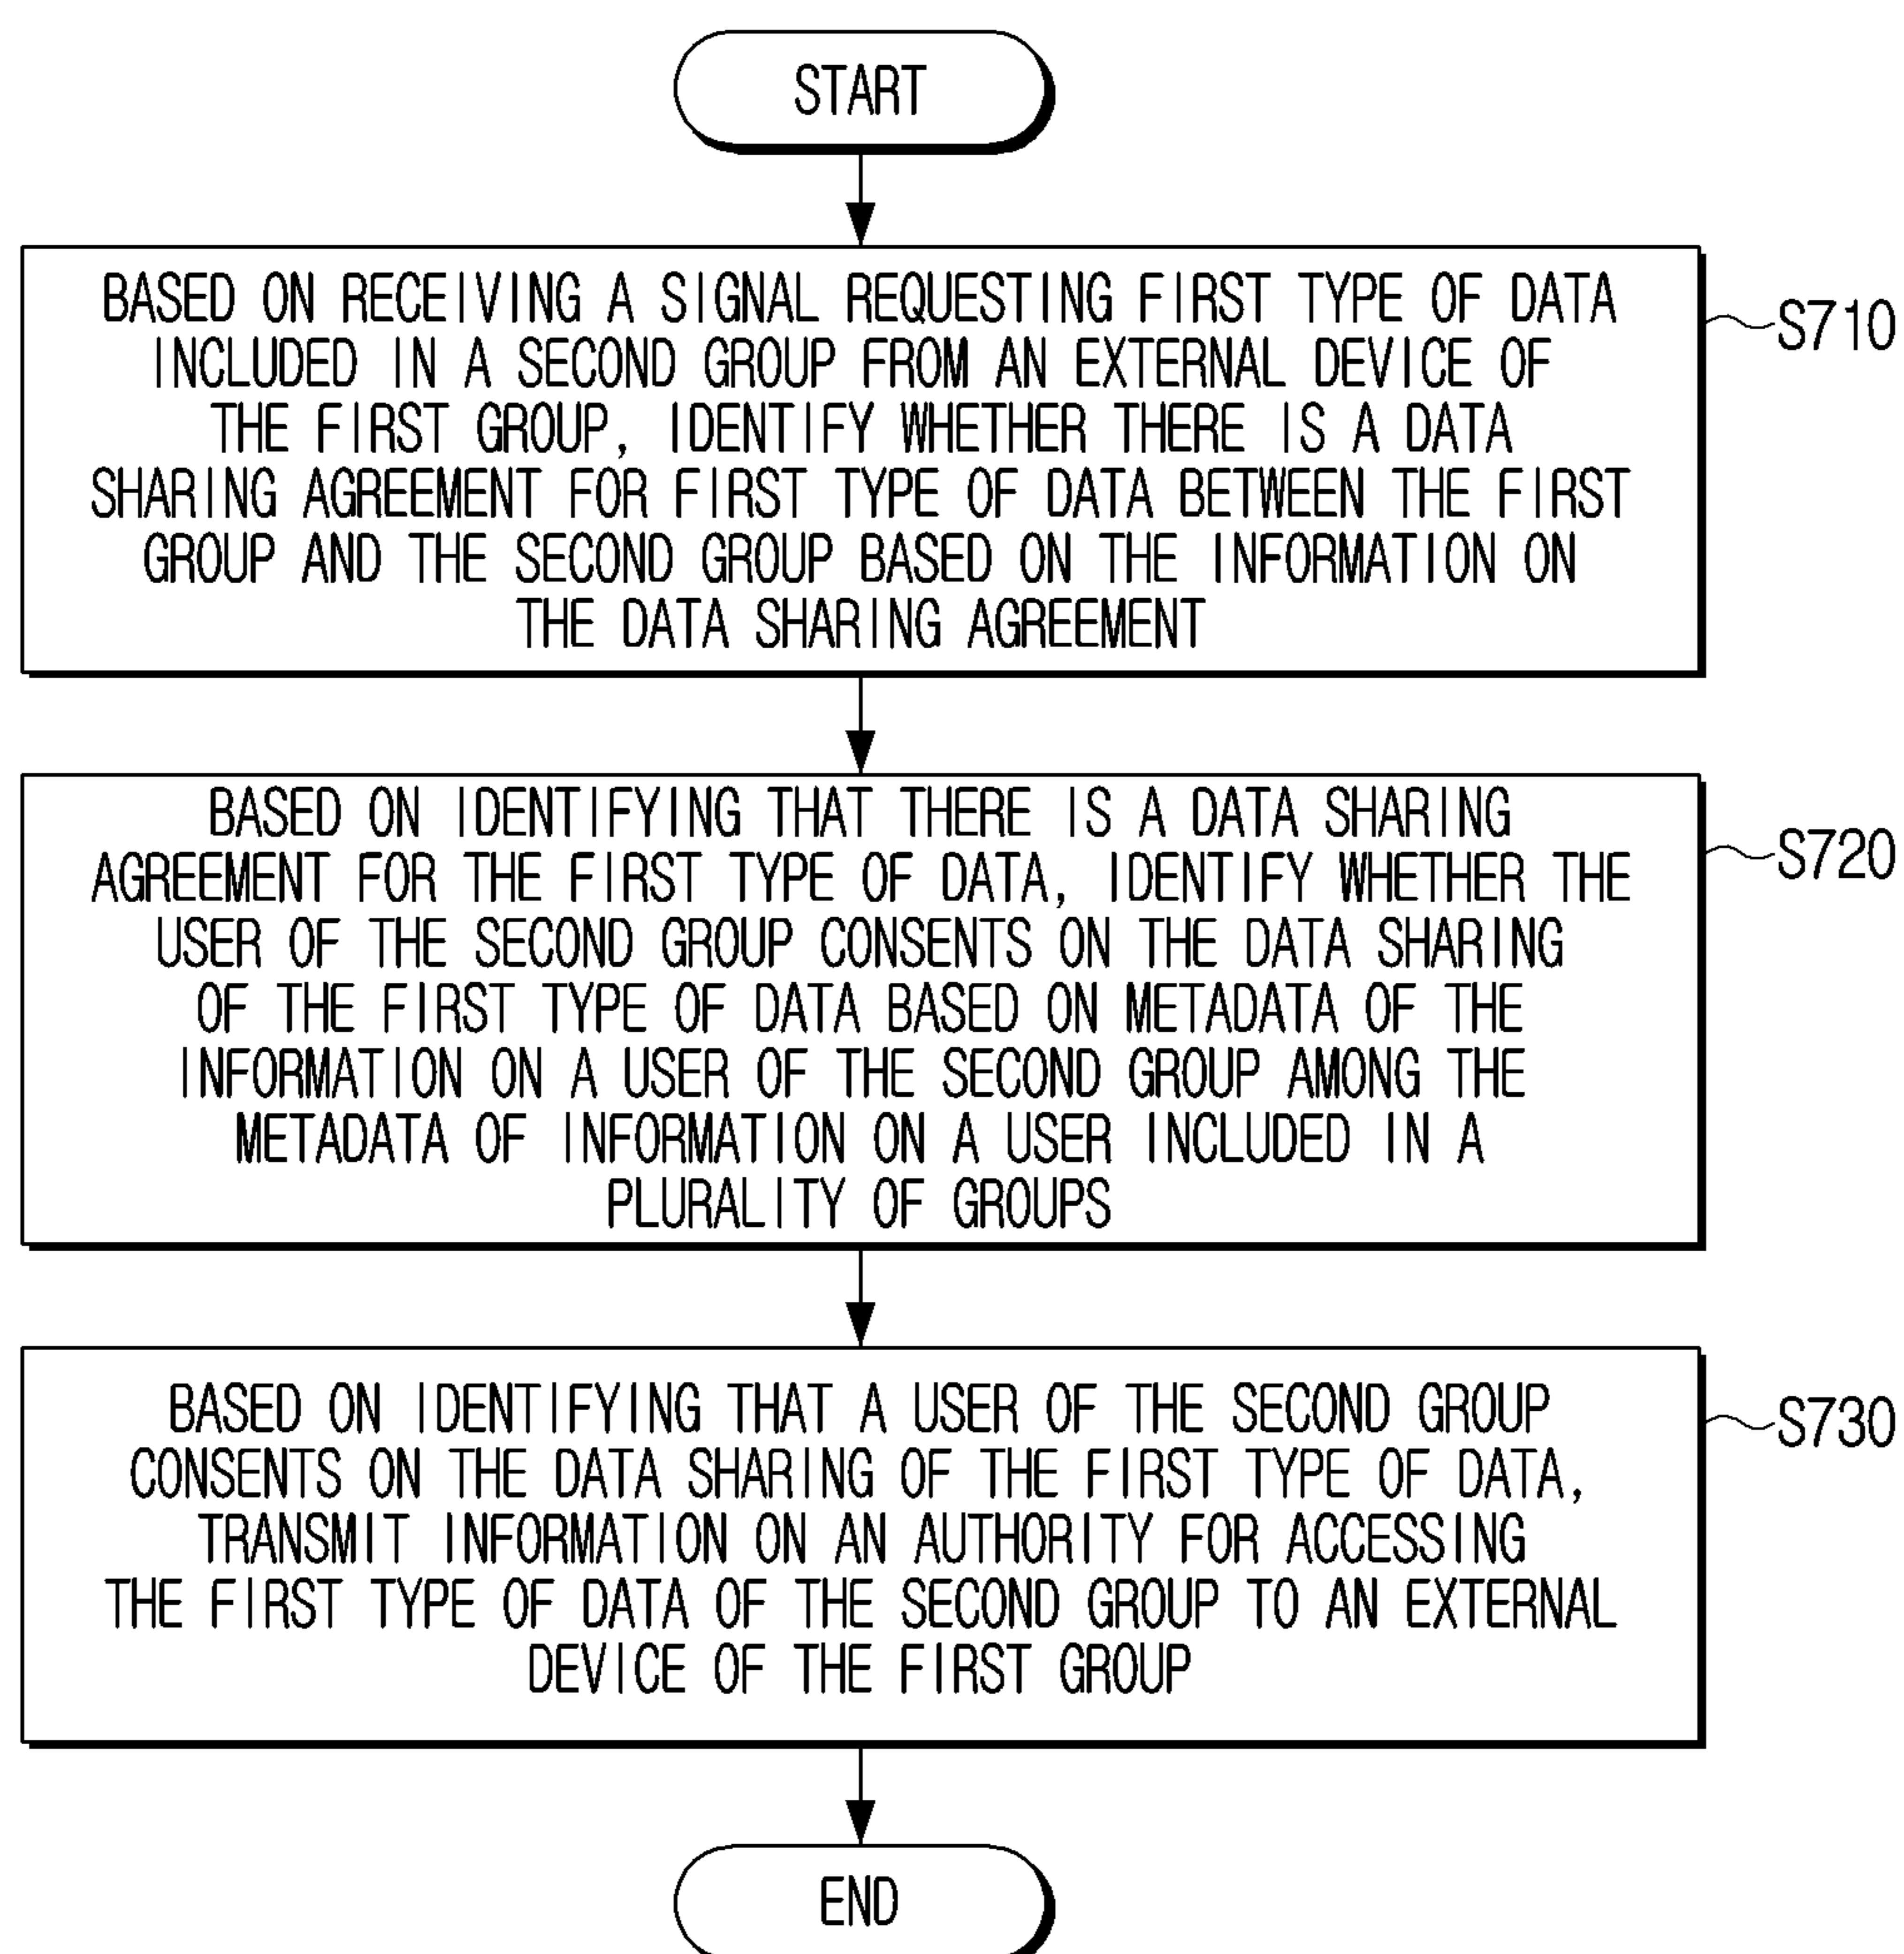 START
BASED ON RECEIVING A SIGNAL REQUESTING FIRST TYPE OF DATA
INCLUDED IN A SECOND GROUP FROM AN EXTERNAL DEVICE OF
THE FIRST GROUP, IDENTIFY WHETHER THERE IS A DATA
SHARING AGREEMENT FOR FIRST TYPE OF DATA BETWEEN THE FIRST
GROUP AND THE SECOND GROUP BASED ON THE INFORMATION ON
THE DATA SHARING AGREEMENT
S710
BASED ON IDENTIFYING THAT THERE IS A DATA SHARING
AGREEMENT FOR THE FIRST TYPE OF DATA, IDENTIFY WHETHER THE
USER OF THE SECOND GROUP CONSENTS ON THE DATA SHARING
OF THE FIRST TYPE OF DATA BASED ON METADATA OF THE
INFORMATION ON A USER OF THE SECOND GROUP AMONG THE
METADATA OF INFORMATION ON A USER INCLUDED IN A
PLURALITY OF GROUPS
S720
BASED ON IDENTIFYING THAT A USER OF THE SECOND GROUP
CONSENTS ON THE DATA SHARING OF THE FIRST TYPE OF DATA,
TRANSMIT INFORMATION ON AN AUTHORITY FOR ACCESSING
THE FIRST TYPE OF DATA OF THE SECOND GROUP TO AN EXTERNAL
DEVICE OF THE FIRST GROUP
S730
END